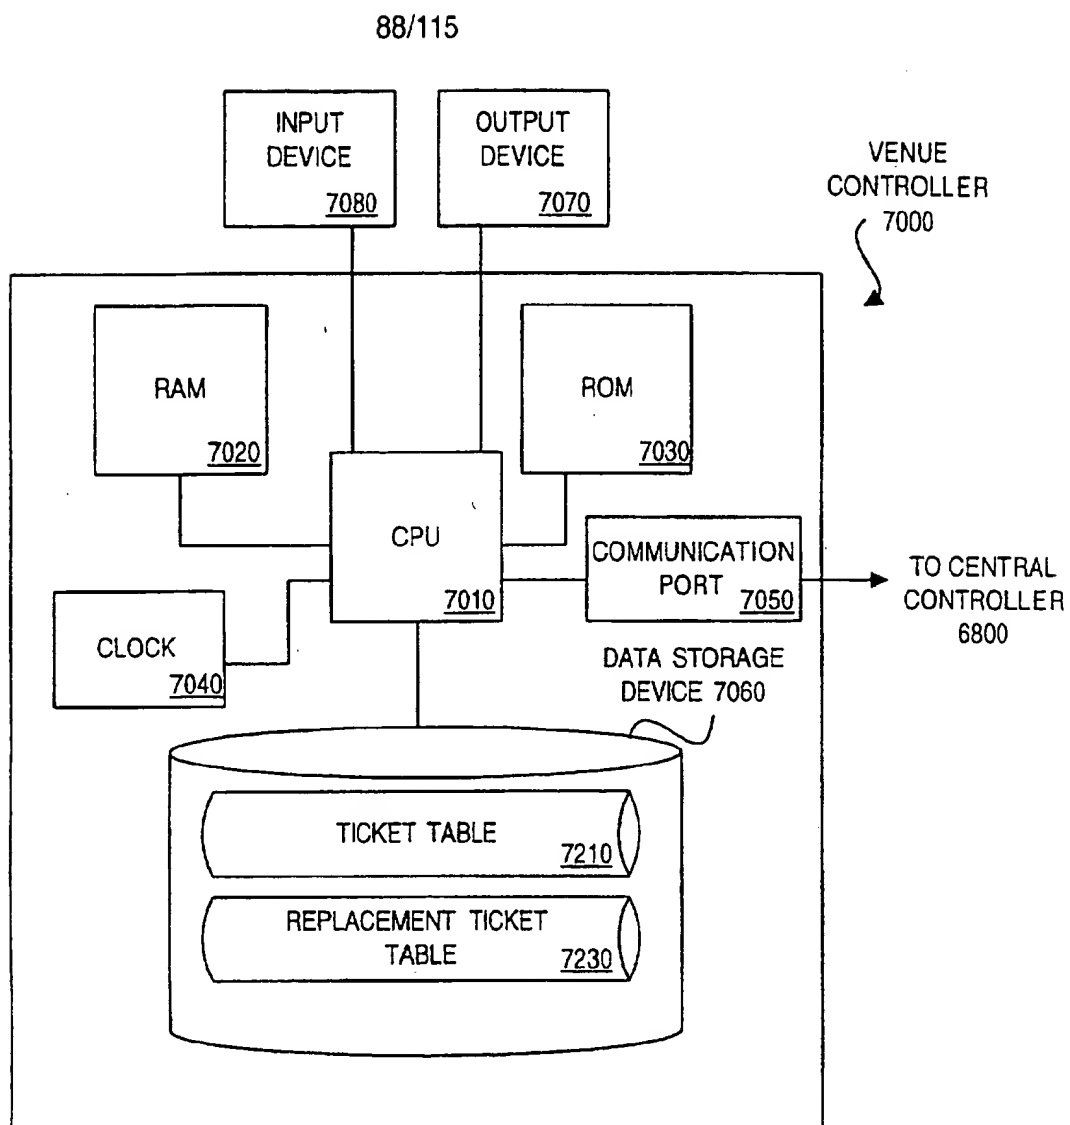 88/115
INPUT
DEVICE
7080
OUTPUT
DEVICE
7070
VENUE
CONTROLLER
7000
RAM
7020
ROM
7030
CPU
7010
COMMUNICATION
PORT
7050
TO CENTRAL
CONTROLLER
6800
CLOCK
7040
DATA STORAGE
DEVICE 7060
TICKET TABLE
7210
REPLACEMENT TICKET
TABLE
7230